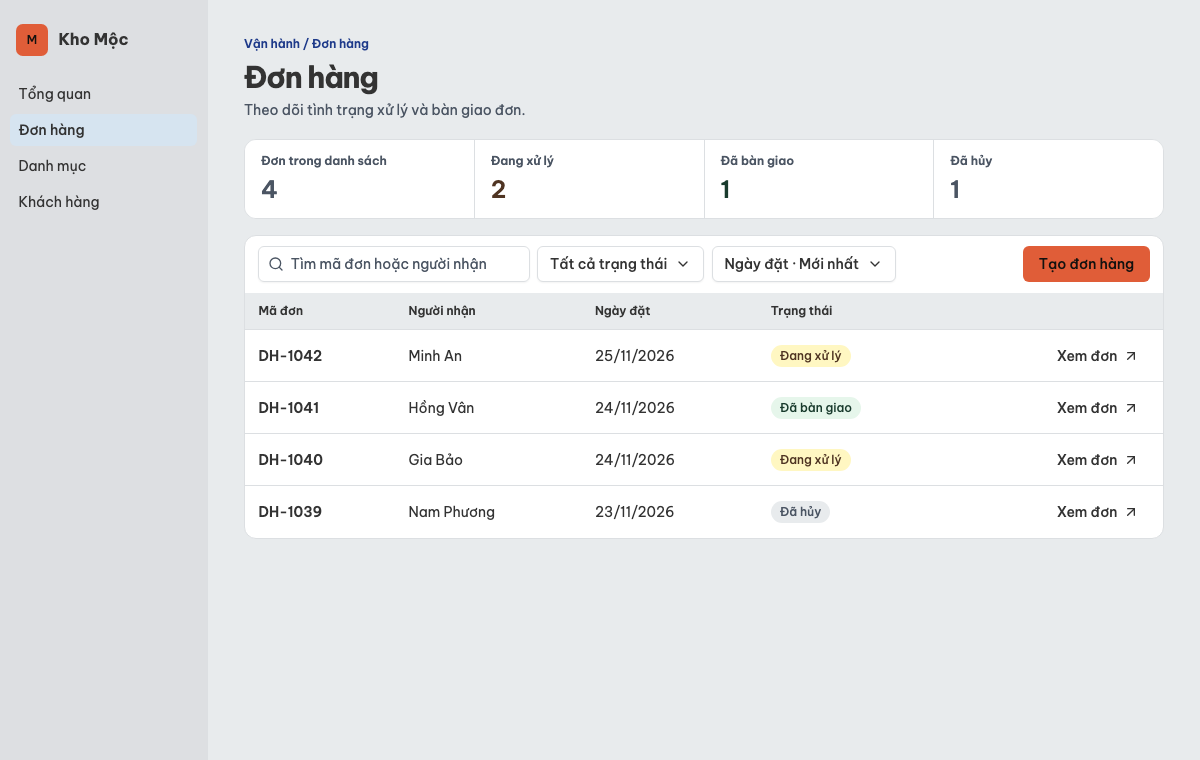 M
Kho Mộc
Tổng quan
Đơn hàng
Danh mục
Khách hàng
Vận hành / Đơn hàng
Đơn hàng
Theo dõi tình trạng xử lý và bàn giao đơn.
Đơn trong danh sách
4
Đang xử lý
2
Đã bàn giao
1
Đã hủy
1
Tìm mã đơn hoặc người nhận
Tất cả trạng thái
Ngày đặt · Mới nhất
Tạo đơn hàng
Mã đơn Người nhận Ngày đặt Trạng thái
DH-1042 Minh An 25/11/2026 Đang xử lý Xem đơn
DH-1041 Hồng Vân 24/11/2026 Đã bàn giao Xem đơn
DH-1040 Gia Bảo 24/11/2026 Đang xử lý Xem đơn
DH-1039 Nam Phương 23/11/2026 Đã hủy Xem đơn